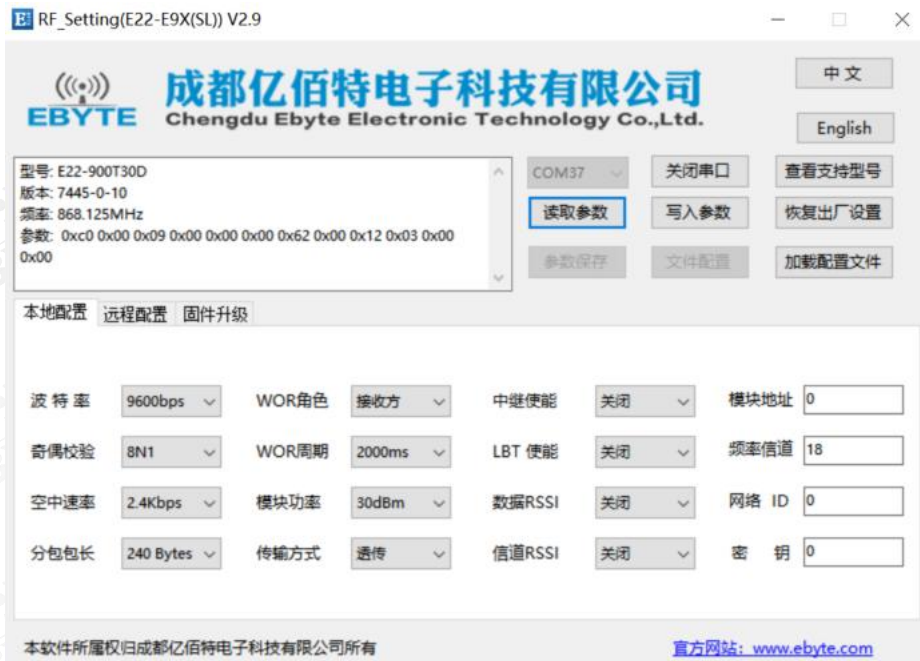 RF_Setting(E22-E9X(SL)) V2.9
EBYTE
成都亿佰特电子科技有限公司
Chengdu Ebyte Electronic Technology Co.,Ltd.
中 文
English
型号: E22-900T30D
版本: 7445-0-10
频率: 868.125MHz
参数: 0xc0 0x00 0x09 0x00 0x00 0x00 0x62 0x00 0x12 0x03 0x00
0x00
COM37 关闭串口 查看支持型号
读取参数 写入参数 恢复出厂设置
参数保存 文件配置 加载配置文件
本地配置 远程配置 固件升级
波 特 率 9600bps WOR角色 接收方 中继使能 关闭 模块地址 0
奇偶校验 8N1 WOR周期 2000ms LBT 使能 关闭 频率信道 18
空中速率 2.4Kbps 模块功率 30dBm 数据RSSI 关闭 网络 ID 0
分包包长 240 Bytes 传输方式 透传 信道RSSI 关闭 密 钥 0
本软件所属权归成都亿佰特电子科技有限公司所有 官方网站: www.ebyte.com